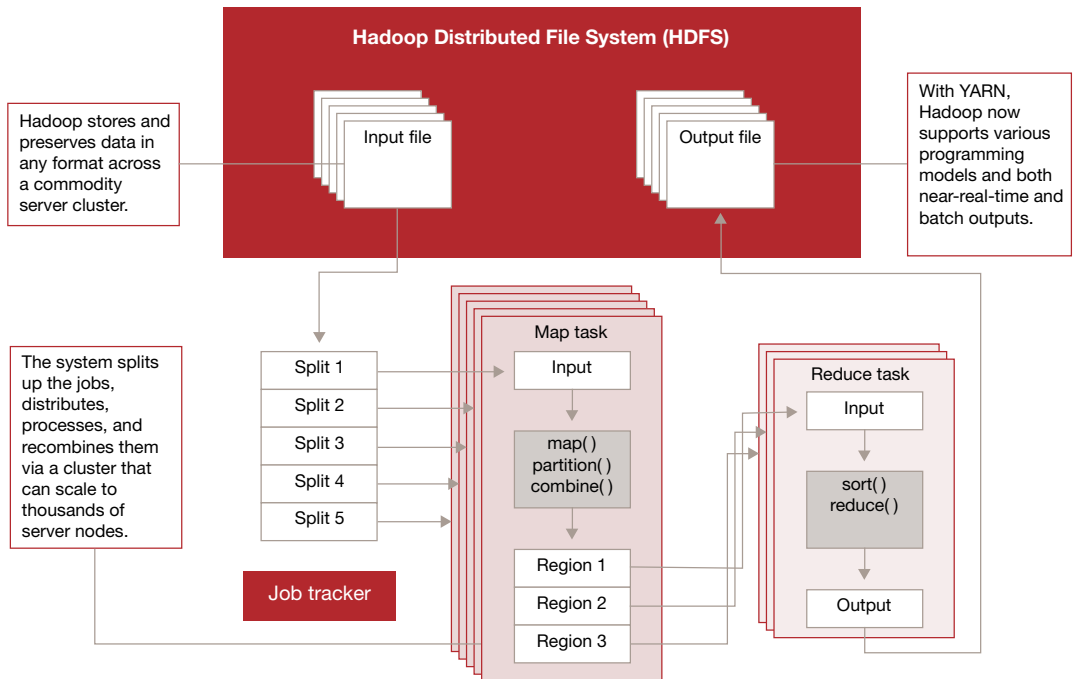 Hadoop Distributed File System (HDFS)
Hadoop stores and
preserves data in
any format across
a commodity
server cluster.
Input file
Output file
With YARN,
Hadoop now
supports various
programming
models and both
near-real-time and
batch outputs.
The system splits
up the jobs,
distributes,
processes, and
recombines them
via a cluster that
can scale to
thousands of
server nodes.
Split 1
Split 2
Split 3
Split 4
Split 5
Job tracker
Map task
Input
map( )
partition( )
combine( )
Region 1
Region 2
Region 3
Reduce task
Input
sort( )
reduce( )
Output